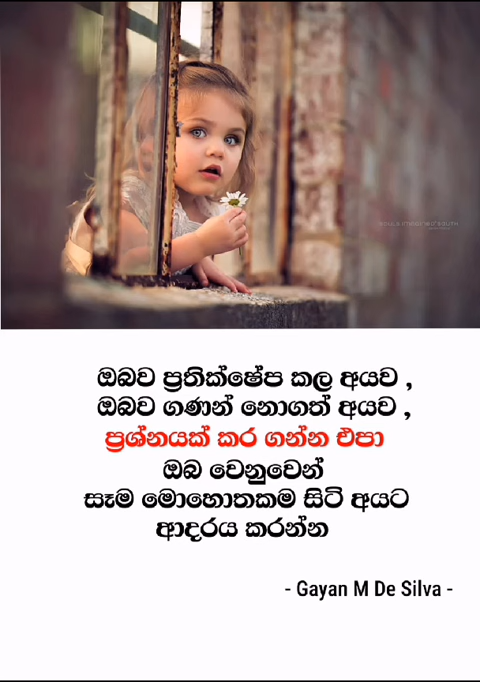 ඔබව ප්‍රතික්ෂේප කල අයව ,
ඔබව ගණන් නොගත් අයව ,
ප්‍රශ්නයක් කර ගන්න එපා
ඔබ වෙනුවෙන්
සෑම මොහොතකම සිටි අයට
ආදරය කරන්න
- Gayan M De Silva -